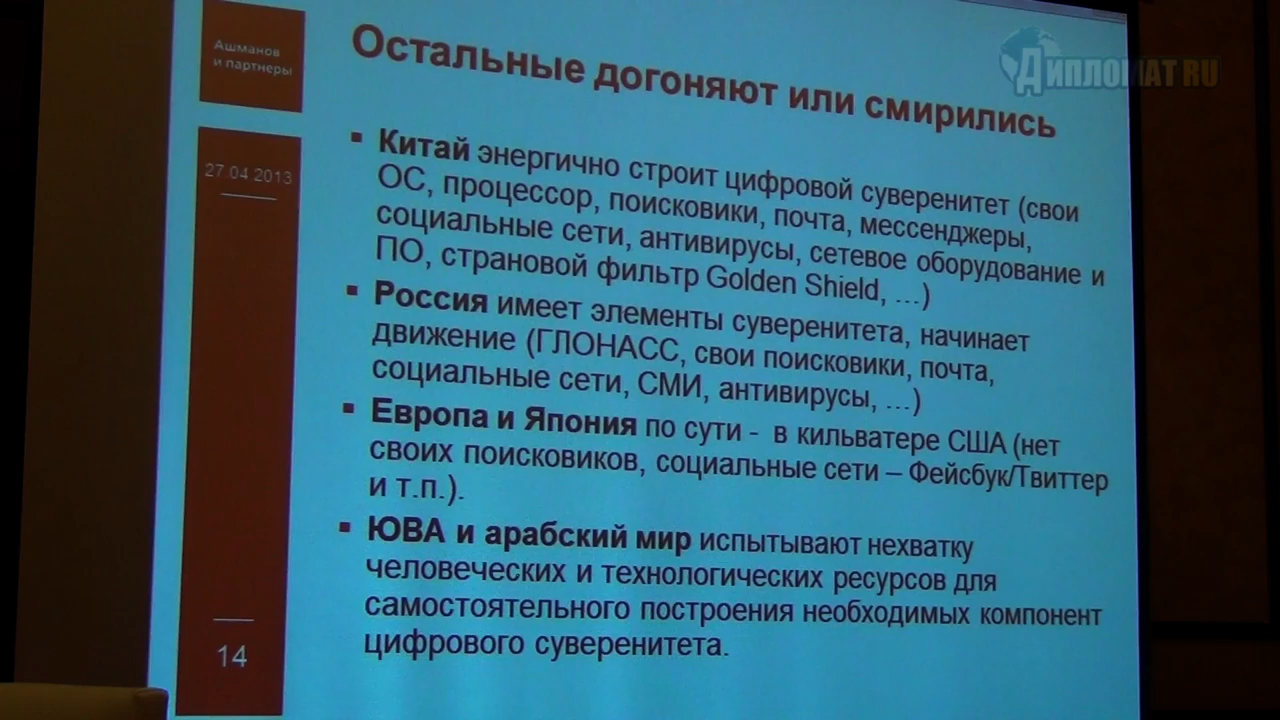 Ашманов
и партнеры
ДИПЛОМАТ RU
Остальные догоняют или смирились
27.04 2013
▪ Китай энергично строит цифровой суверенитет (свои
ОС, процессор, поисковики, почта, мессенджеры,
социальные сети, антивирусы, сетевое оборудование и
ПО, страновой фильтр Golden Shield, ...)
▪ Россия имеет элементы суверенитета, начинает
движение (ГЛОНАСС, свои поисковики, почта,
социальные сети, СМИ, антивирусы, ...)
▪ Европа и Япония по сути - в кильватере США (нет
своих поисковиков, социальные сети – Фейсбук/Твиттер
и т.п.).
▪ ЮВА и арабский мир испытывают нехватку
человеческих и технологических ресурсов для
самостоятельного построения необходимых компонент
цифрового суверенитета.
14